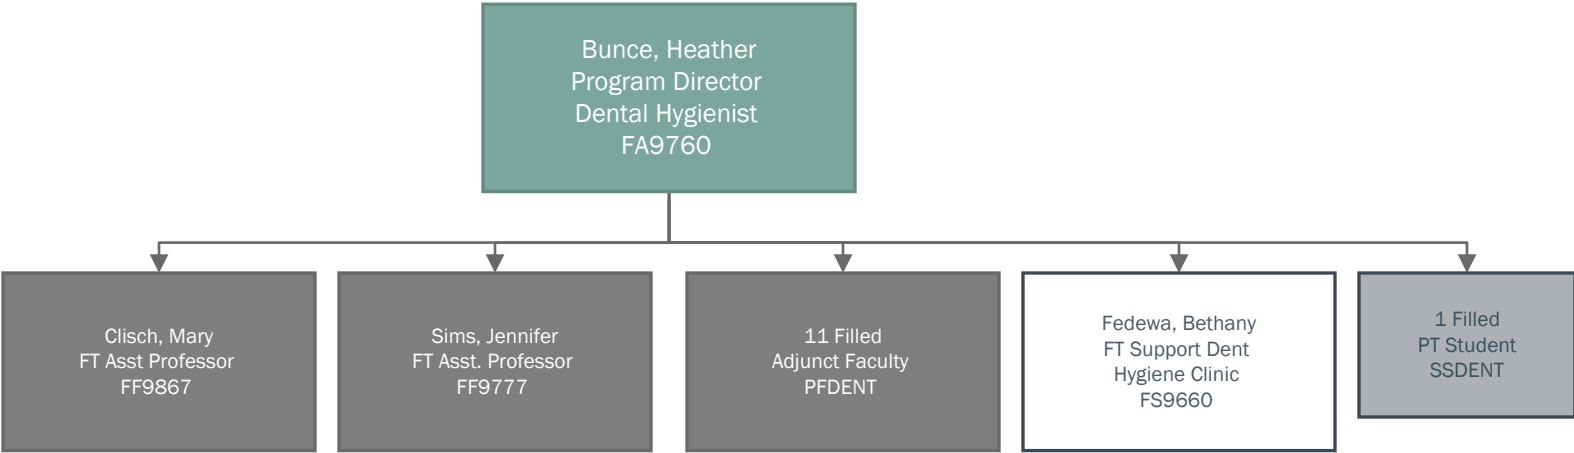 Bunce, Heather
Program Director
Dental Hygienist
FA9760
Clisch, Mary
FT Asst Professor
FF9867
Sims, Jennifer
FT Asst. Professor
FF9777
11 Filled
Adjunct Faculty
PFDENT
Fedewa, Bethany
FT Support Dent
Hygiene Clinic
FS9660
1 Filled
PT Student
SSDENT